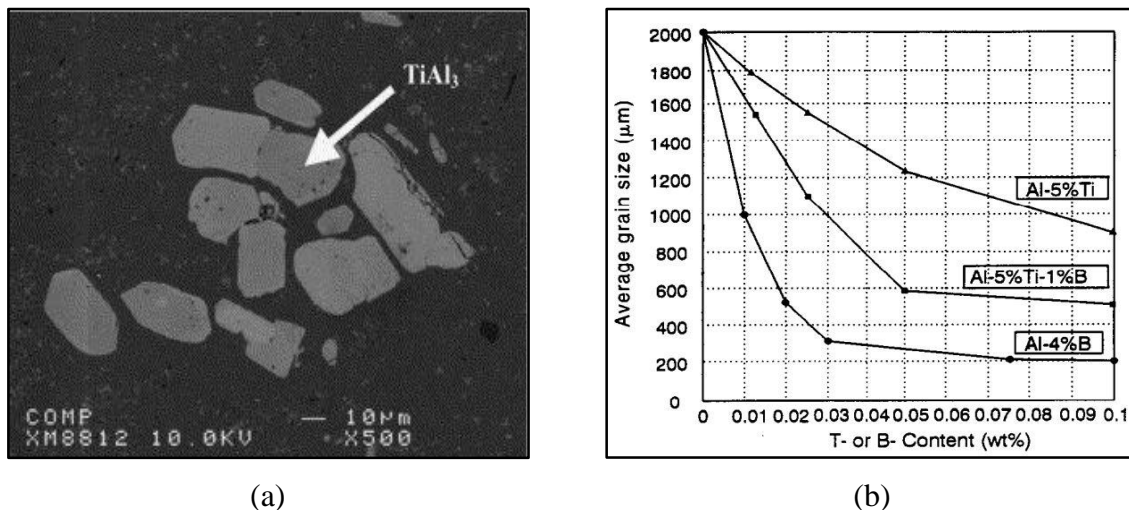 TiAl₃
COMP — 10μm
XM8812 10.0KV X500
(a)
Average grain size (μm)
2000
1800
1600
1400
1200
1000
800
600
400
200
0
Al-5%Ti
Al-5%Ti-1%B
Al-4%B
0 0.01 0.02 0.03 0.04 0.05 0.06 0.07 0.08 0.09 0.1
T- or B- Content (wt%)
(b)